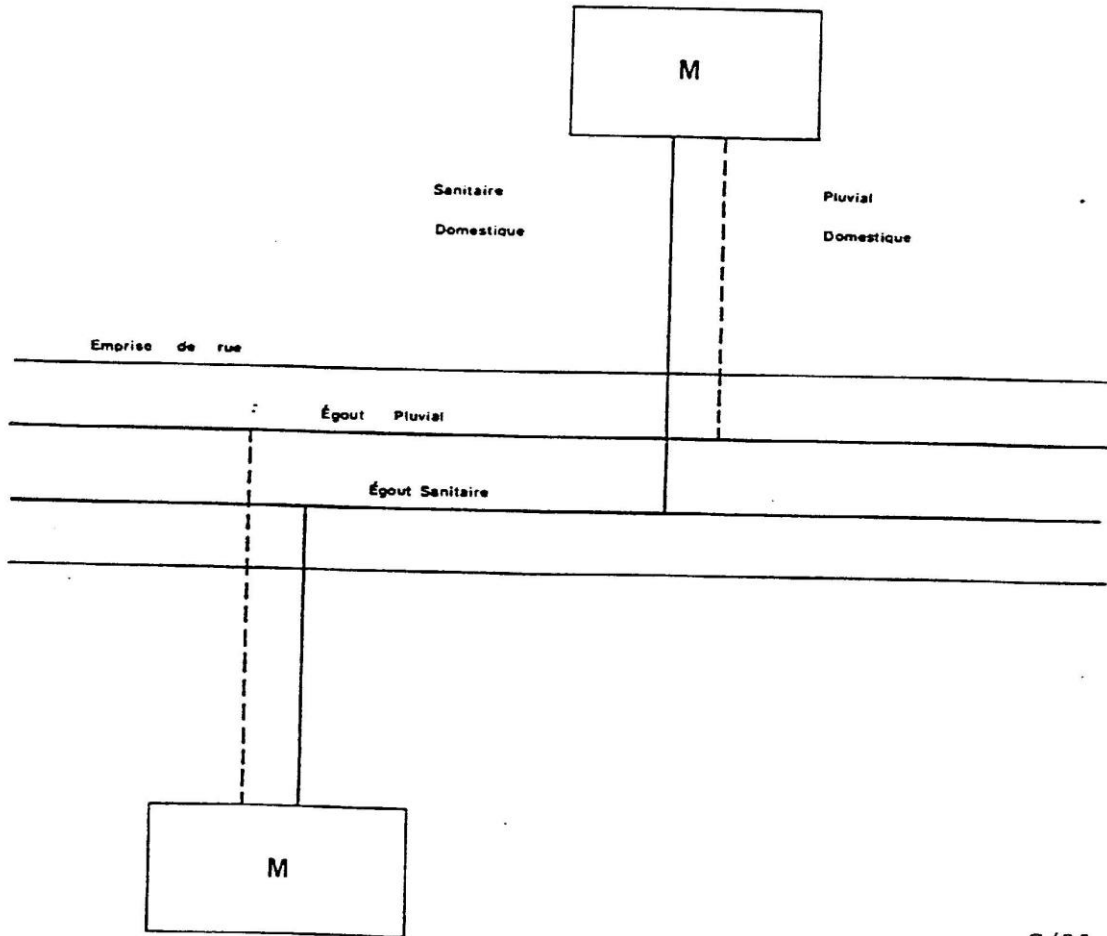 M
Sanitaire
Domestique
Pluvial
Domestique
Emprise de rue
Égout Pluvial
Égout Sanitaire
M